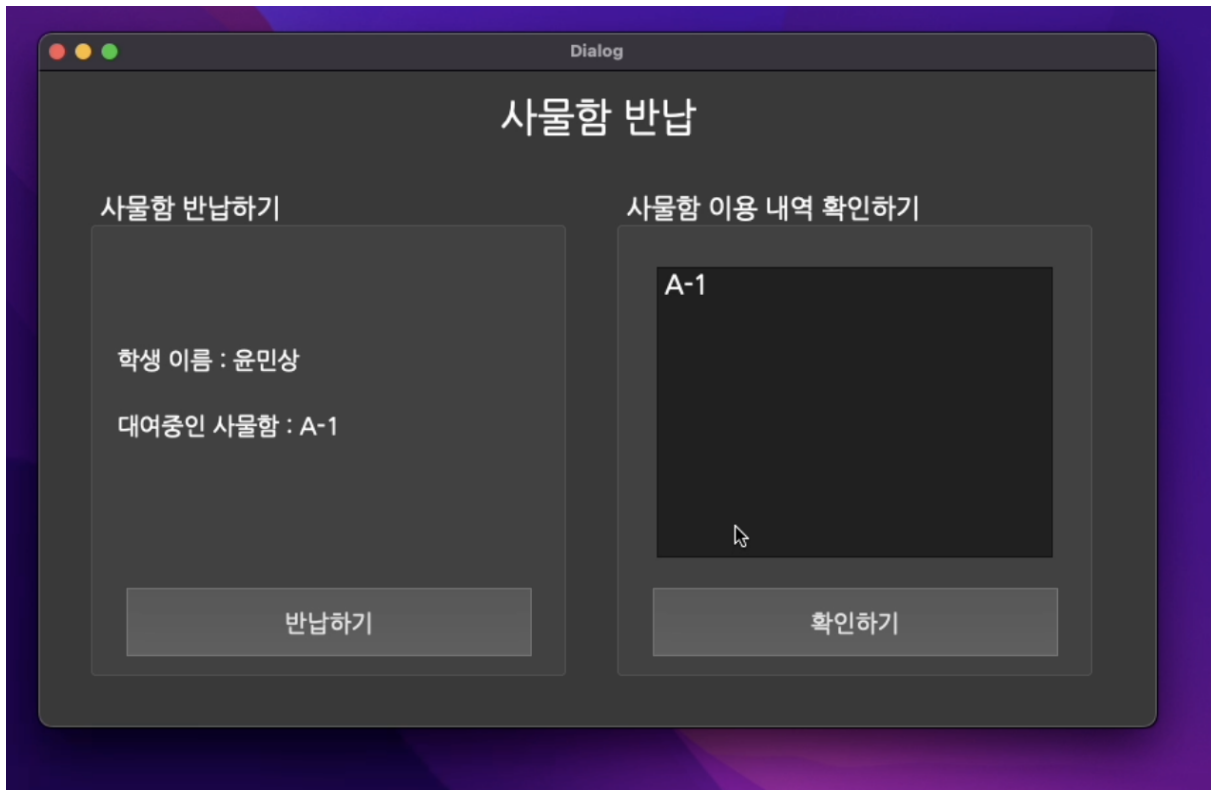 Dialog
사물함 반납
사물함 반납하기
학생 이름 : 윤민상
대여중인 사물함 : A-1
반납하기
사물함 이용 내역 확인하기
A-1
확인하기